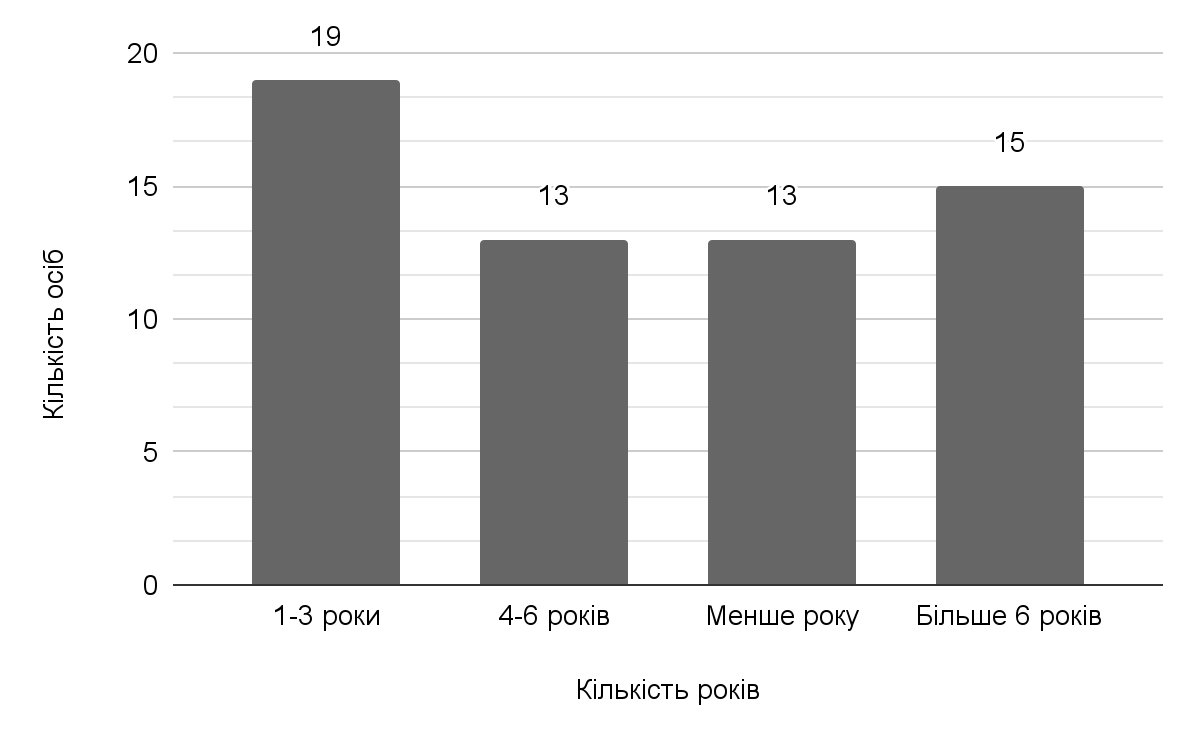 19
20
15
15
13
13
10
5
0
Кількість осіб
1-3 роки
4-6 років
Менше року
Більше 6 років
Кількість років